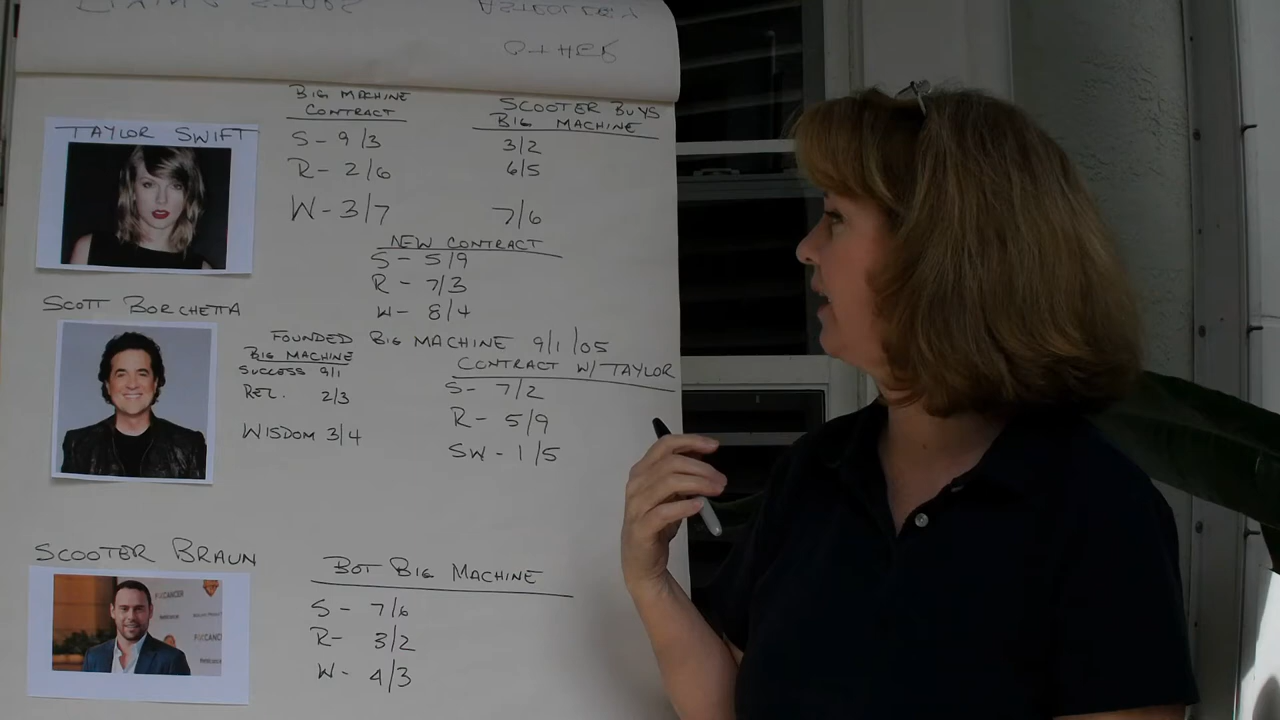 OTHER
TAYLOR SWIFT
BIG MACHINE
CONTRACT
S - 9/3
R - 2/6
W - 3/7
SCOOTER BUYS
BIG MACHINE
3/2
6/5
7/6
NEW CONTRACT
S - 5/9
R - 7/3
W - 8/4
SCOTT BORCHETTA
FOUNDED BIG MACHINE 9/1/05
BIG MACHINE
SUCCESS 9/1
REL. 2/3
WISDOM 3/4
CONTRACT W/ TAYLOR
S - 7/2
R - 5/9
SW - 1/5
SCOOTER BRAUN
CANCER
CANCER
BOT BIG MACHINE
S - 7/6
R - 3/2
W - 4/3